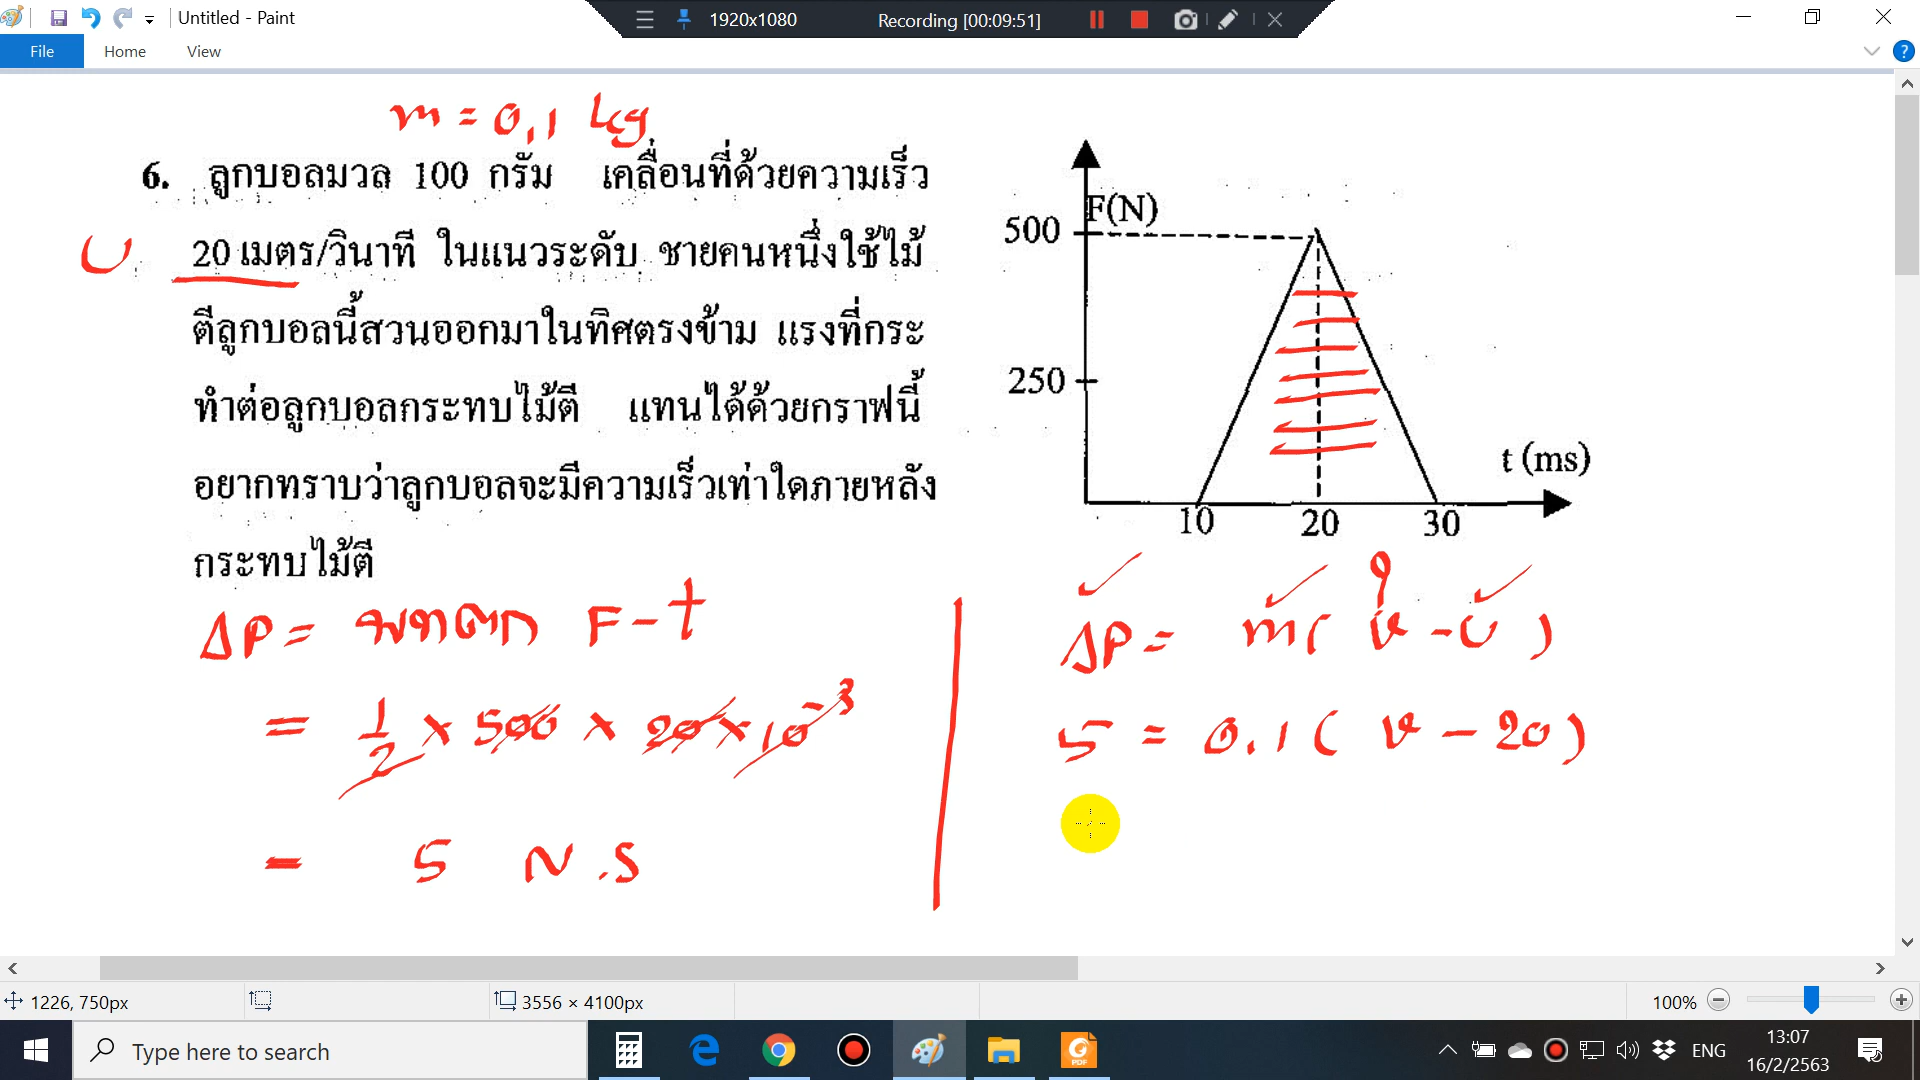 Untitled - Paint
1920x1080
Recording [00:09:51]
File
Home
View
m = 0.1 kg
6. ลูกบอลมวล 100 กรัม เคลื่อนที่ด้วยความเร็ว
U 20 เมตร/วินาที ในแนวระดับ ชายคนหนึ่งใช้ไม้
ตีลูกบอลนี้สวนออกมาในทิศตรงข้าม แรงที่กระ
ทำต่อลูกบอลกระทบไม้ตี แทนได้ด้วยกราฟนี้
อยากทราบว่าลูกบอลจะมีความเร็วเท่าใดภายหลัง
กระทบไม้ตี
F(N)
500
250
t (ms)
10 20 30
ΔP = พท.ใต้กราฟ F-t
= 1/2 x 500 x 20 x 10^-3
= 5 N.S
ΔP = m( v - U )
5 = 0.1 ( v - 20 )
1226, 750px
3556 × 4100px
100%
Type here to search
ENG
13:07
16/2/2563